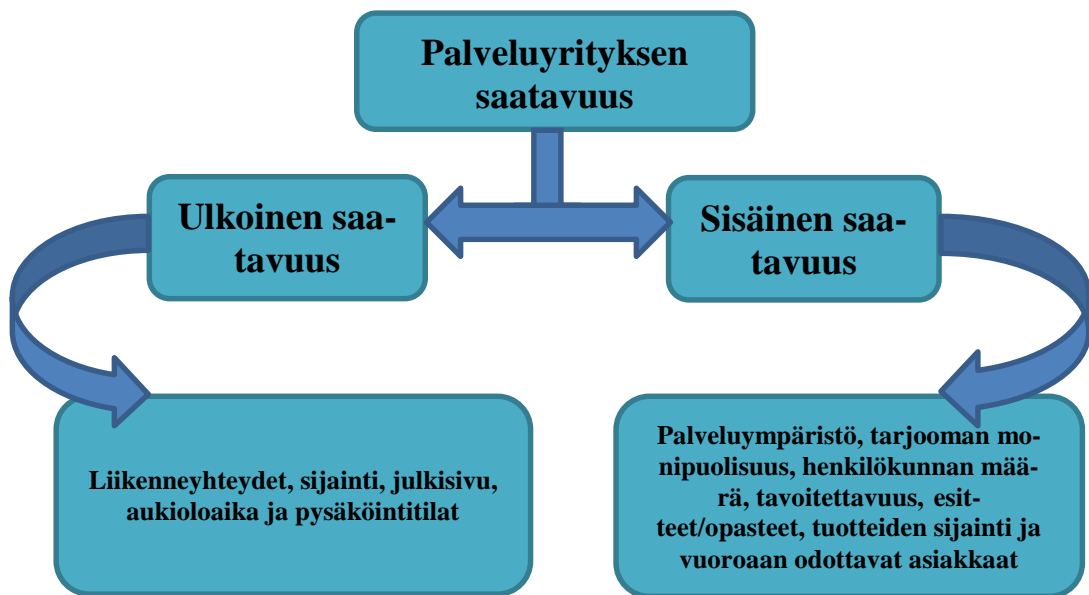 Palveluyrityksen
saatavuus
Ulkoinen saa-
tavuus
Sisäinen saa-
tavuus
Liikenneyhteydet, sijainti, julkisivu,
aukioloaika ja pysäköintitilat
Palveluympäristö, tarjooman mo-
nipuolisuus, henkilökunnan mää-
rä, tavoitettavuus, esit-
teet/opasteet, tuotteiden sijainti ja
vuoroaan odottavat asiakkaat